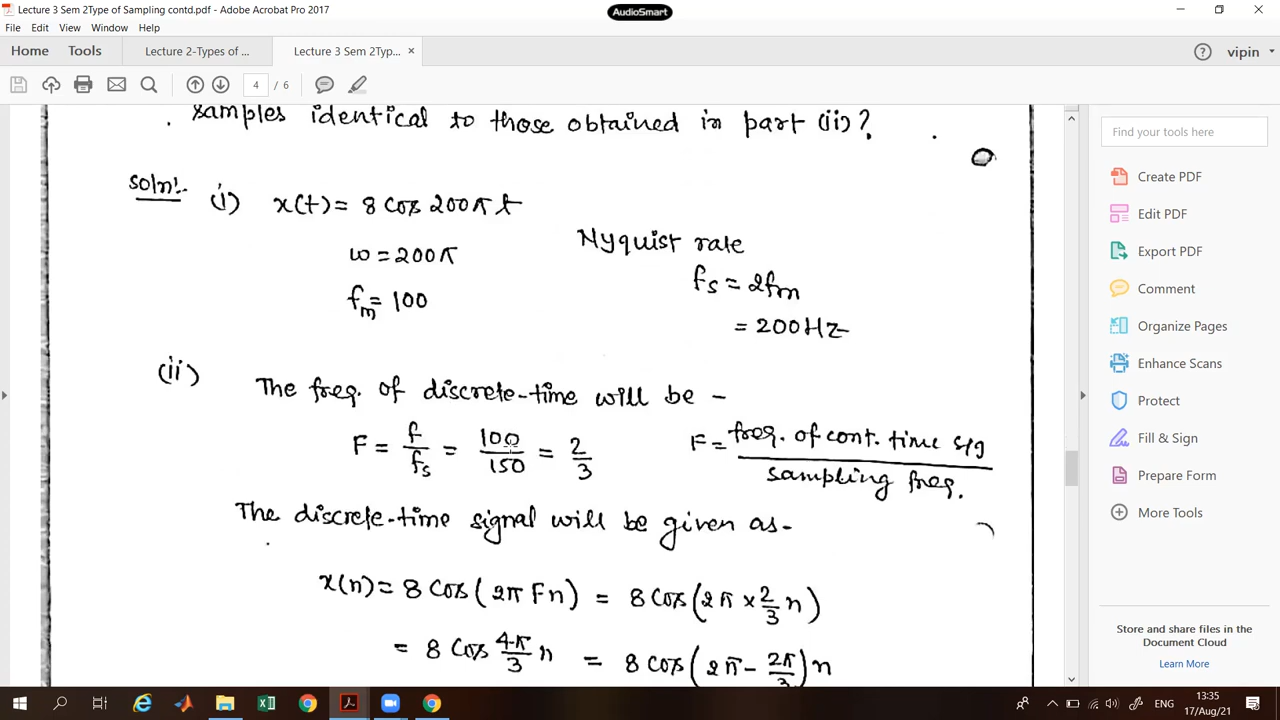 Lecture 3 Sem 2Type of Sampling contd.pdf - Adobe Acrobat Pro 2017
AudioSmart
File Edit View Window Help
Home Tools Lecture 2-Types of ... Lecture 3 Sem 2Typ... × vipin
4 / 6
samples identical to those obtained in part (ii)?
Soln:. (i) x(t) = 8 cos 200π t
ω = 200π
fm = 100
Nyquist rate
fs = 2fm
= 200Hz
(ii) The freq. of discrete-time will be -
F = f/fs = 100/150 = 2/3
F = freq. of cont. time sig / sampling freq.
The discrete-time signal will be given as-
x(n) = 8 Cos (2π Fn) = 8 Cos (2π × 2/3 n)
= 8 Cos 4π/3 n = 8 cos (2π - 2π/3) n
Find your tools here
Create PDF
Edit PDF
Export PDF
Comment
Organize Pages
Enhance Scans
Protect
Fill & Sign
Prepare Form
More Tools
Store and share files in the
Document Cloud
Learn More
ENG
13:35
17/Aug/21